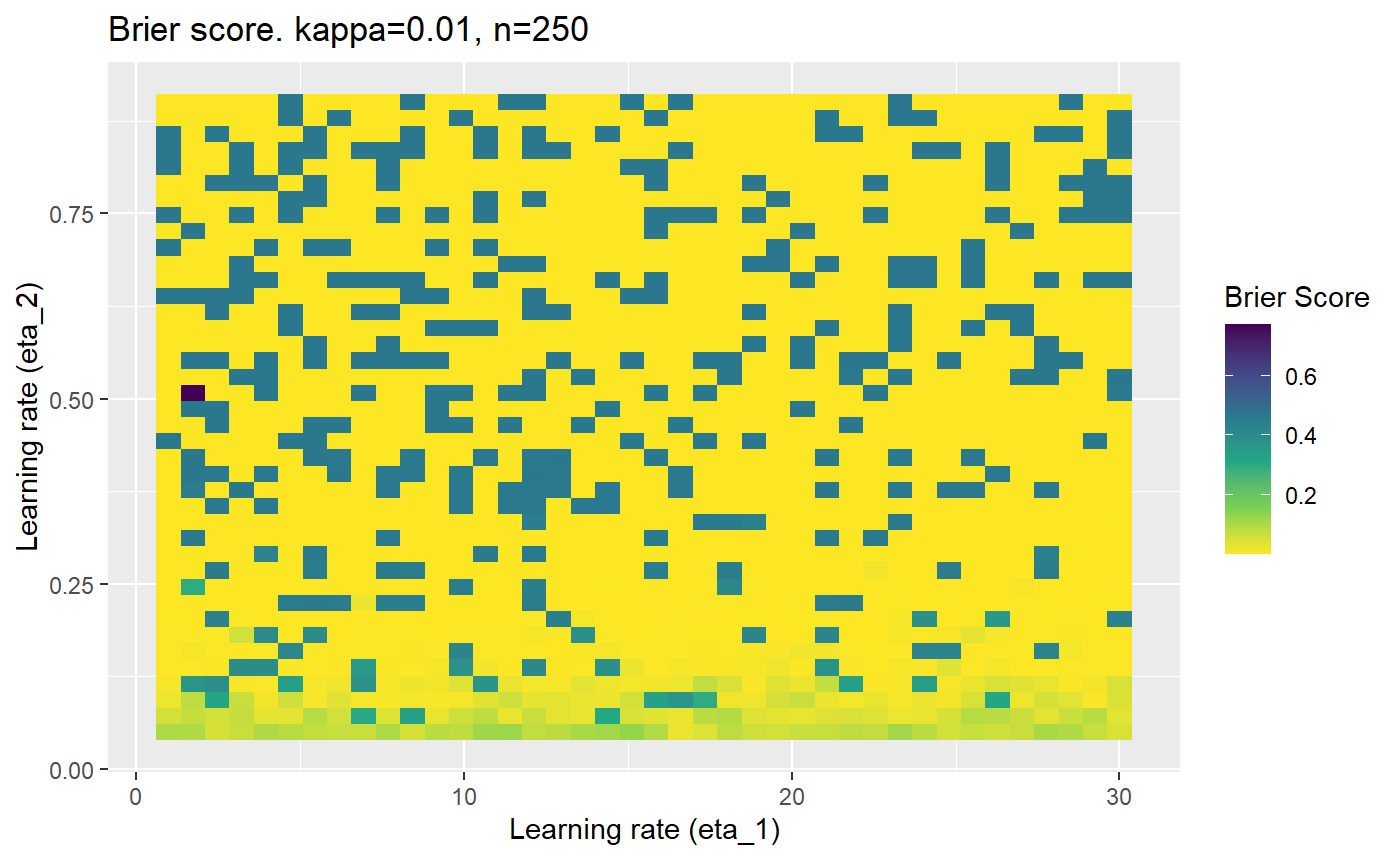 Brier score. kappa=0.01, n=250
Learning rate (eta_2)
0.75
0.50
0.25
0.00
0
10
20
30
Learning rate (eta_1)
Brier Score
0.6
0.4
0.2